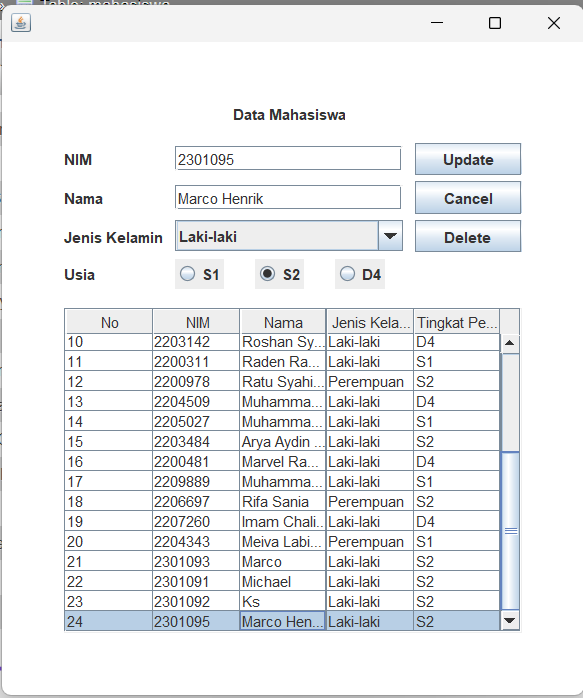 Table: mahasiswa
Data Mahasiswa
NIM 2301095 Update
Nama Marco Henrik Cancel
Jenis Kelamin Laki-laki Delete
Usia S1 S2 D4
No NIM Nama Jenis Kela... Tingkat Pe...
10 2203142 Roshan Sy... Laki-laki D4
11 2200311 Raden Ra... Laki-laki S1
12 2200978 Ratu Syahi... Perempuan S2
13 2204509 Muhamma... Laki-laki D4
14 2205027 Muhamma... Laki-laki S1
15 2203484 Arya Aydin ... Laki-laki S2
16 2200481 Marvel Ra... Laki-laki D4
17 2209889 Muhamma... Laki-laki S1
18 2206697 Rifa Sania Perempuan S2
19 2207260 Imam Chali... Laki-laki D4
20 2204343 Meiva Labi... Perempuan S1
21 2301093 Marco Laki-laki S2
22 2301091 Michael Laki-laki S2
23 2301092 Ks Laki-laki S2
24 2301095 Marco Hen... Laki-laki S2